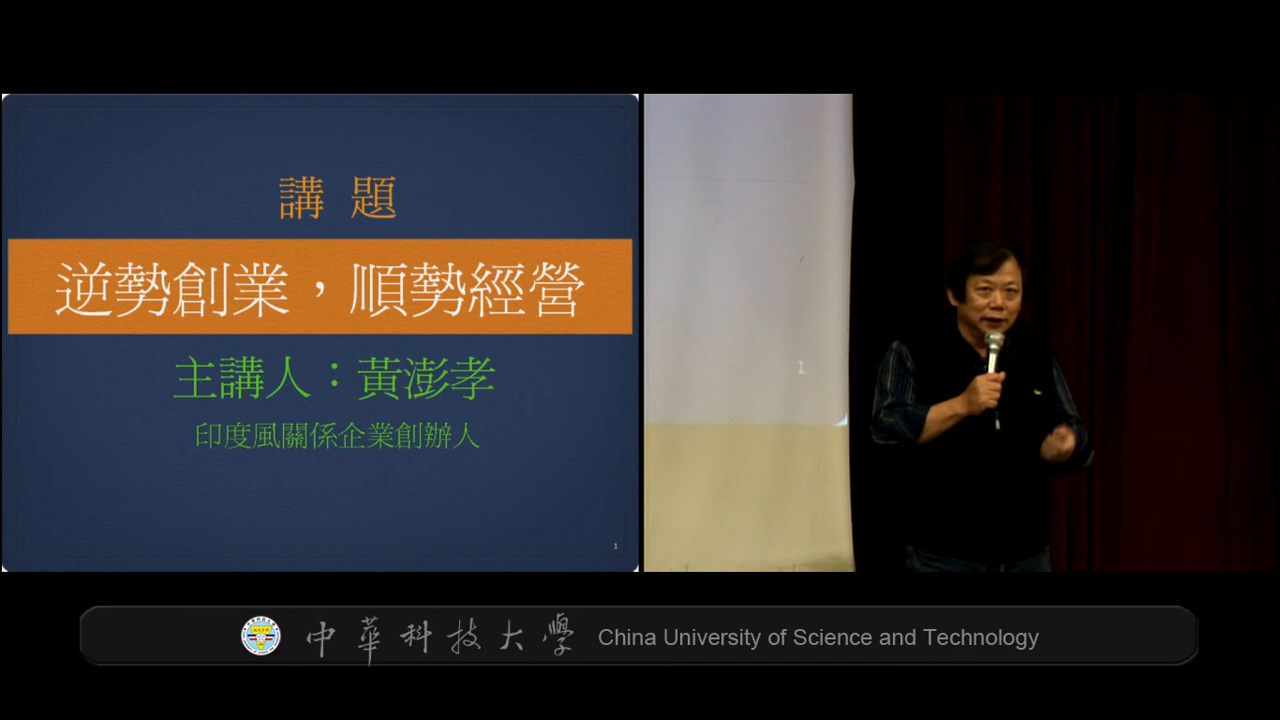 講 題
逆勢創業，順勢經營
主講人：黃澎孝
印度風關係企業創辦人
1
1
中華科技大學 China University of Science and Technology